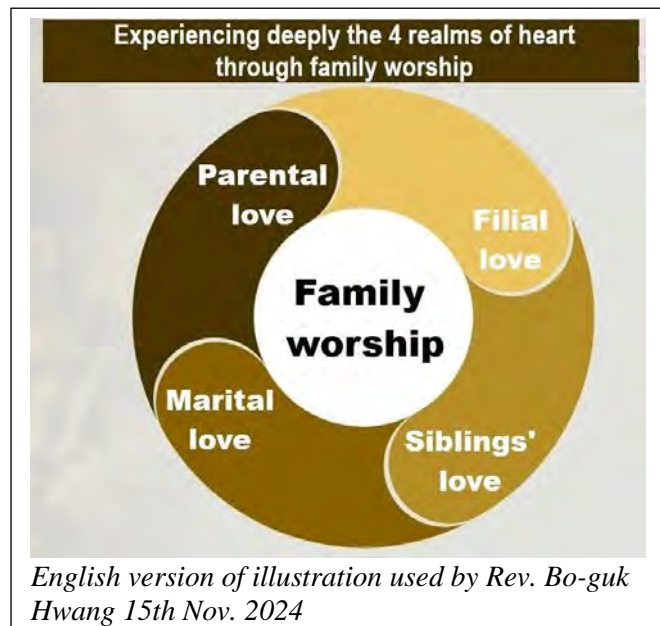 Experiencing deeply the 4 realms of heart
through family worship
Parental
love
Filial
love
Family
worship
Marital
love
Siblings'
love
English version of illustration used by Rev. Bo-guk
Hwang 15th Nov. 2024